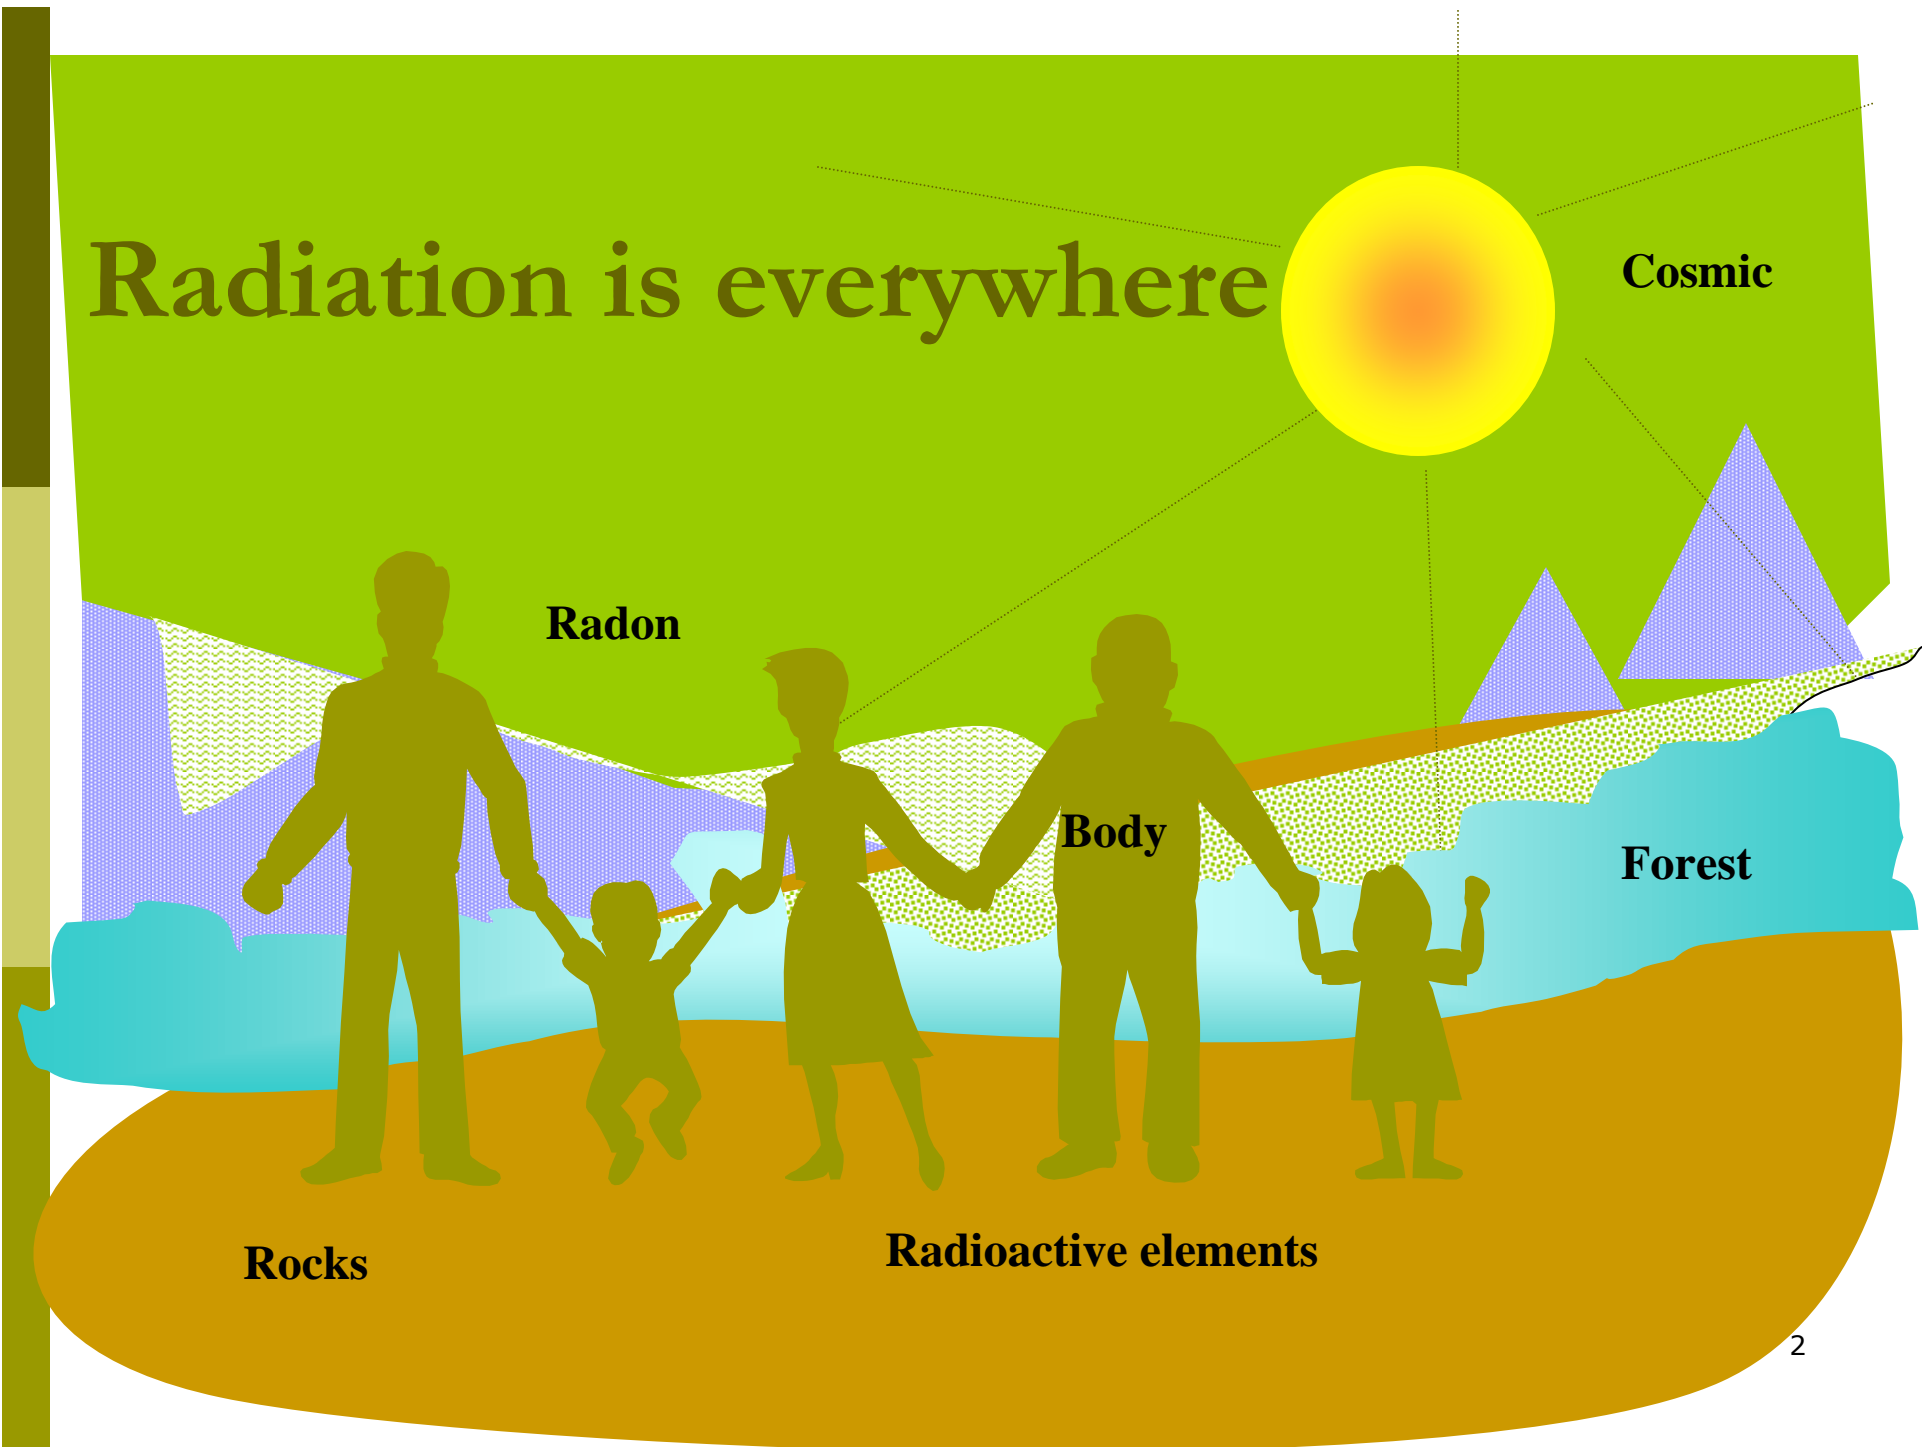 Radiation is everywhere
Cosmic
Radon
Body
Forest
Rocks
Radioactive elements
2